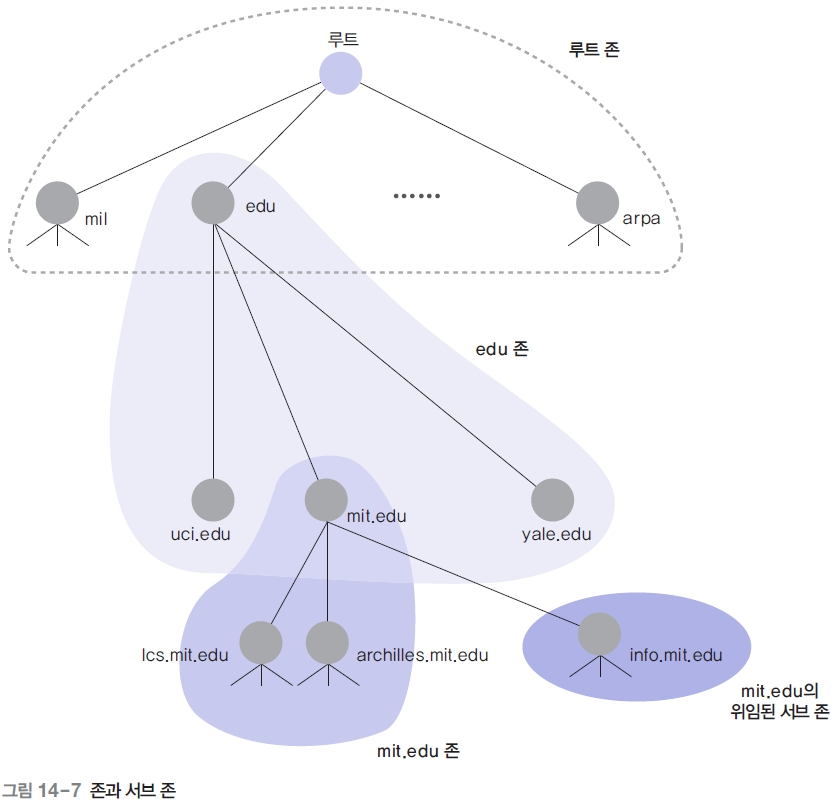 루트
루트 존
mil
edu
......
arpa
edu 존
uci.edu
mit.edu
yale.edu
lcs.mit.edu
archilles.mit.edu
info.mit.edu
mit.edu의
위임된 서브 존
mit.edu 존
그림 14-7 존과 서브 존